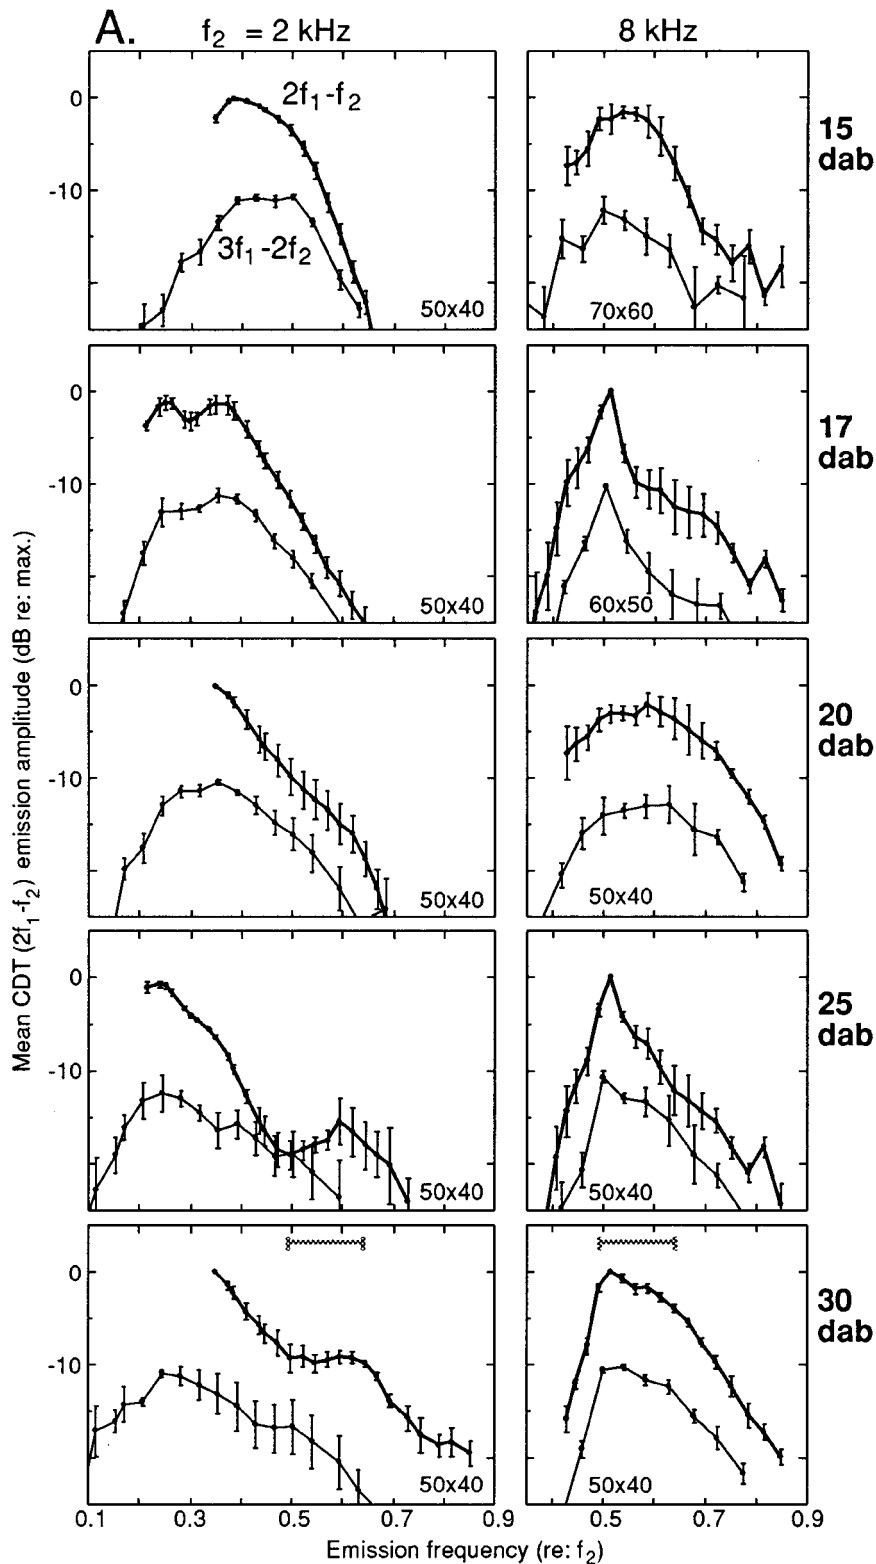 A.
f2 = 2 kHz
8 kHz
Mean CDT (2f1-f2) emission amplitude (dB re: max.)
0
-10
2f1-f2
3f1-2f2
50x40
70x60
15
dab
0
-10
50x40
60x50
17
dab
0
-10
50x40
50x40
20
dab
0
-10
50x40
50x40
25
dab
0
-10
50x40
50x40
30
dab
0.1
0.3
0.5
0.7
0.9
0.5
0.7
0.9
Emission frequency (re: f2)